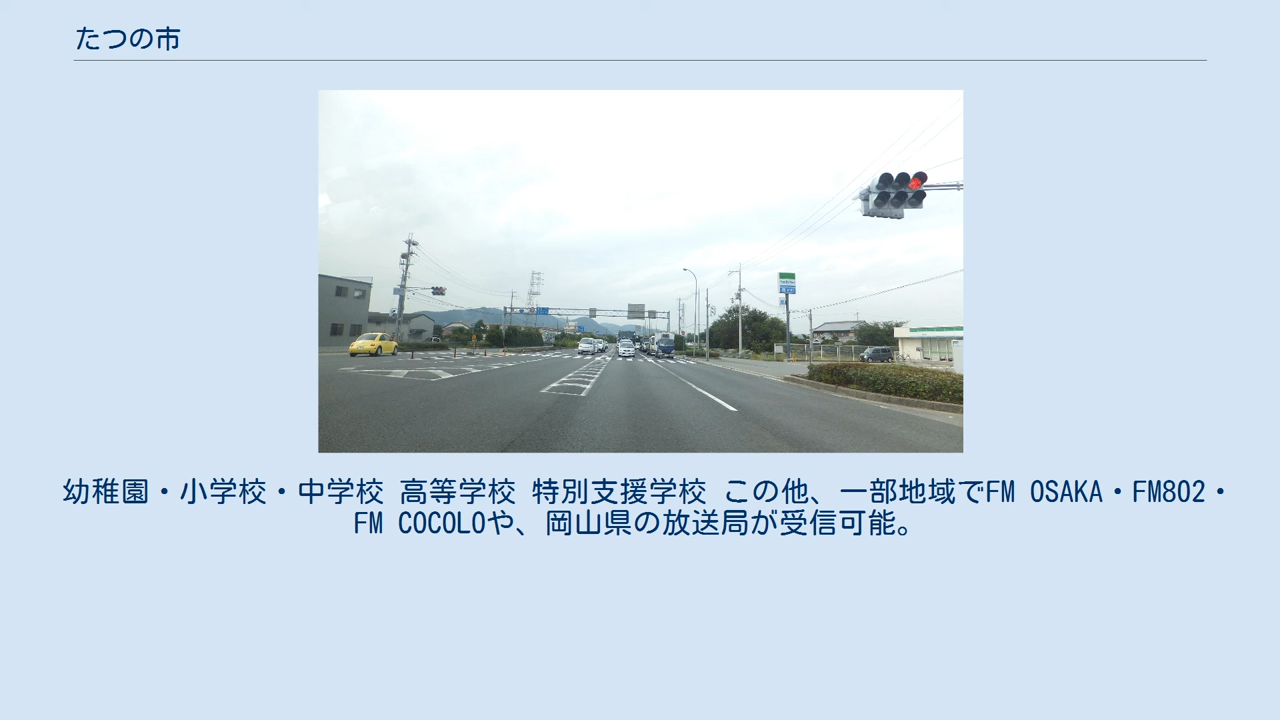 たつの市
幼稚園・小学校・中学校 高等学校 特別支援学校 この他、一部地域でFM OSAKA・FM802・
FM COCOLOや、岡山県の放送局が受信可能。